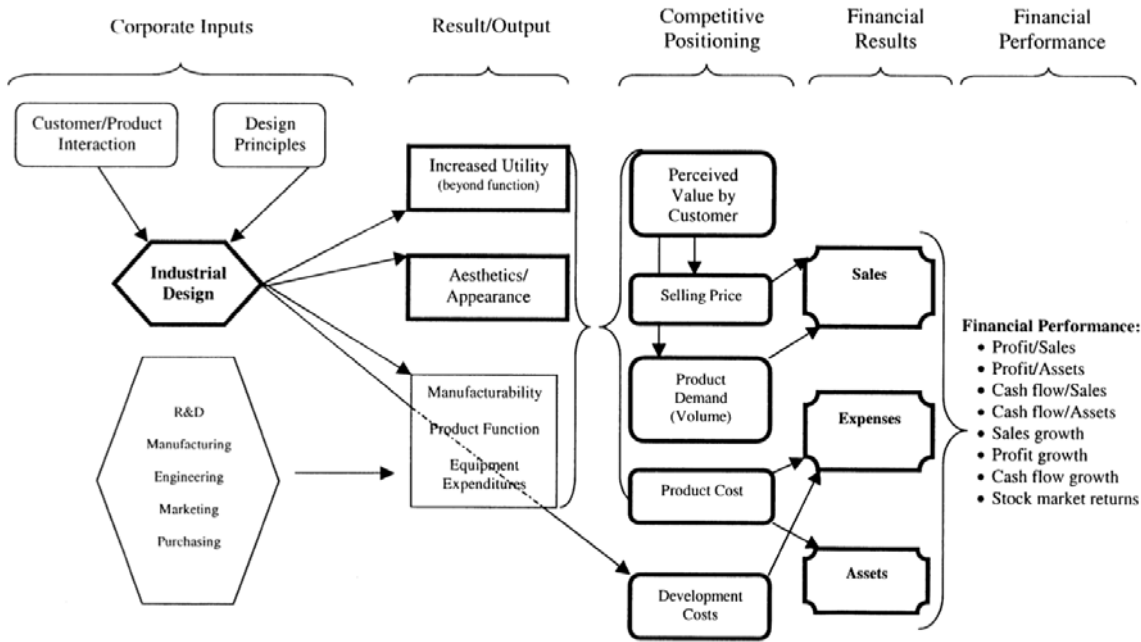 Corporate Inputs
Result/Output
Competitive
Positioning
Financial
Results
Financial
Performance
Customer/Product
Interaction
Design
Principles
Industrial
Design
R&D
Manufacturing
Engineering
Marketing
Purchasing
Increased Utility
(beyond function)
Aesthetics/
Appearance
Manufacturability
Product Function
Equipment
Expenditures
Perceived
Value by
Customer
Selling Price
Product
Demand
(Volume)
Product Cost
Development
Costs
Sales
Expenses
Assets
Financial Performance:
• Profit/Sales
• Profit/Assets
• Cash flow/Sales
• Cash flow/Assets
• Sales growth
• Profit growth
• Cash flow growth
• Stock market returns